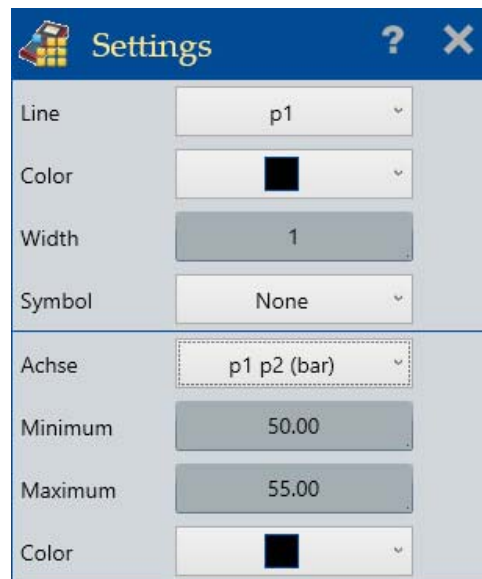 Settings ? ×
Line p1
Color
Width 1
Symbol None
Achse p1 p2 (bar)
Minimum 50.00
Maximum 55.00
Color